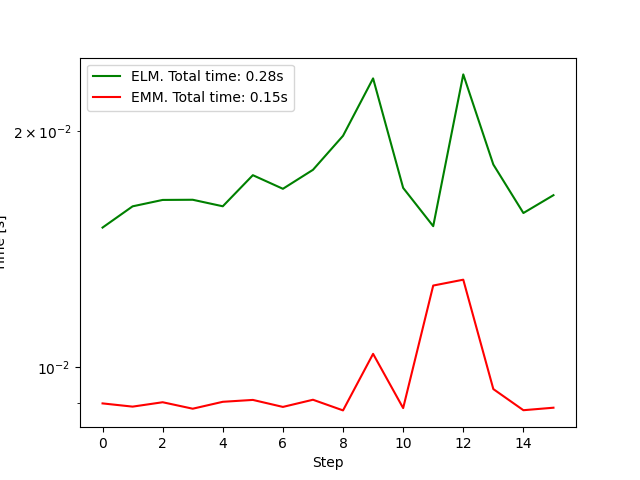 ELM. Total time: 0.28s
EMM. Total time: 0.15s
2 × 10⁻²
10⁻²
Time [s]
0 2 4 6 8 10 12 14
Step